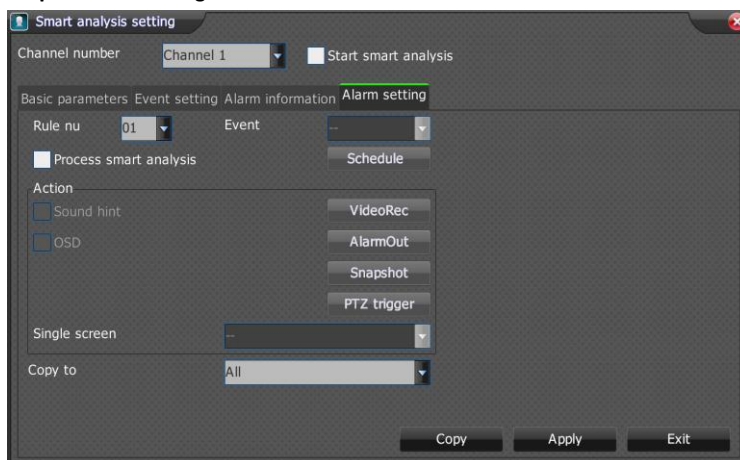 Smart analysis setting
Channel number Channel 1 Start smart analysis
Basic parameters Event setting Alarm information Alarm setting
Rule nu 01 Event --
Process smart analysis Schedule
Action
Sound hint VideoRec
OSD AlarmOut
Snapshot
PTZ trigger
Single screen --
Copy to All
Copy Apply Exit